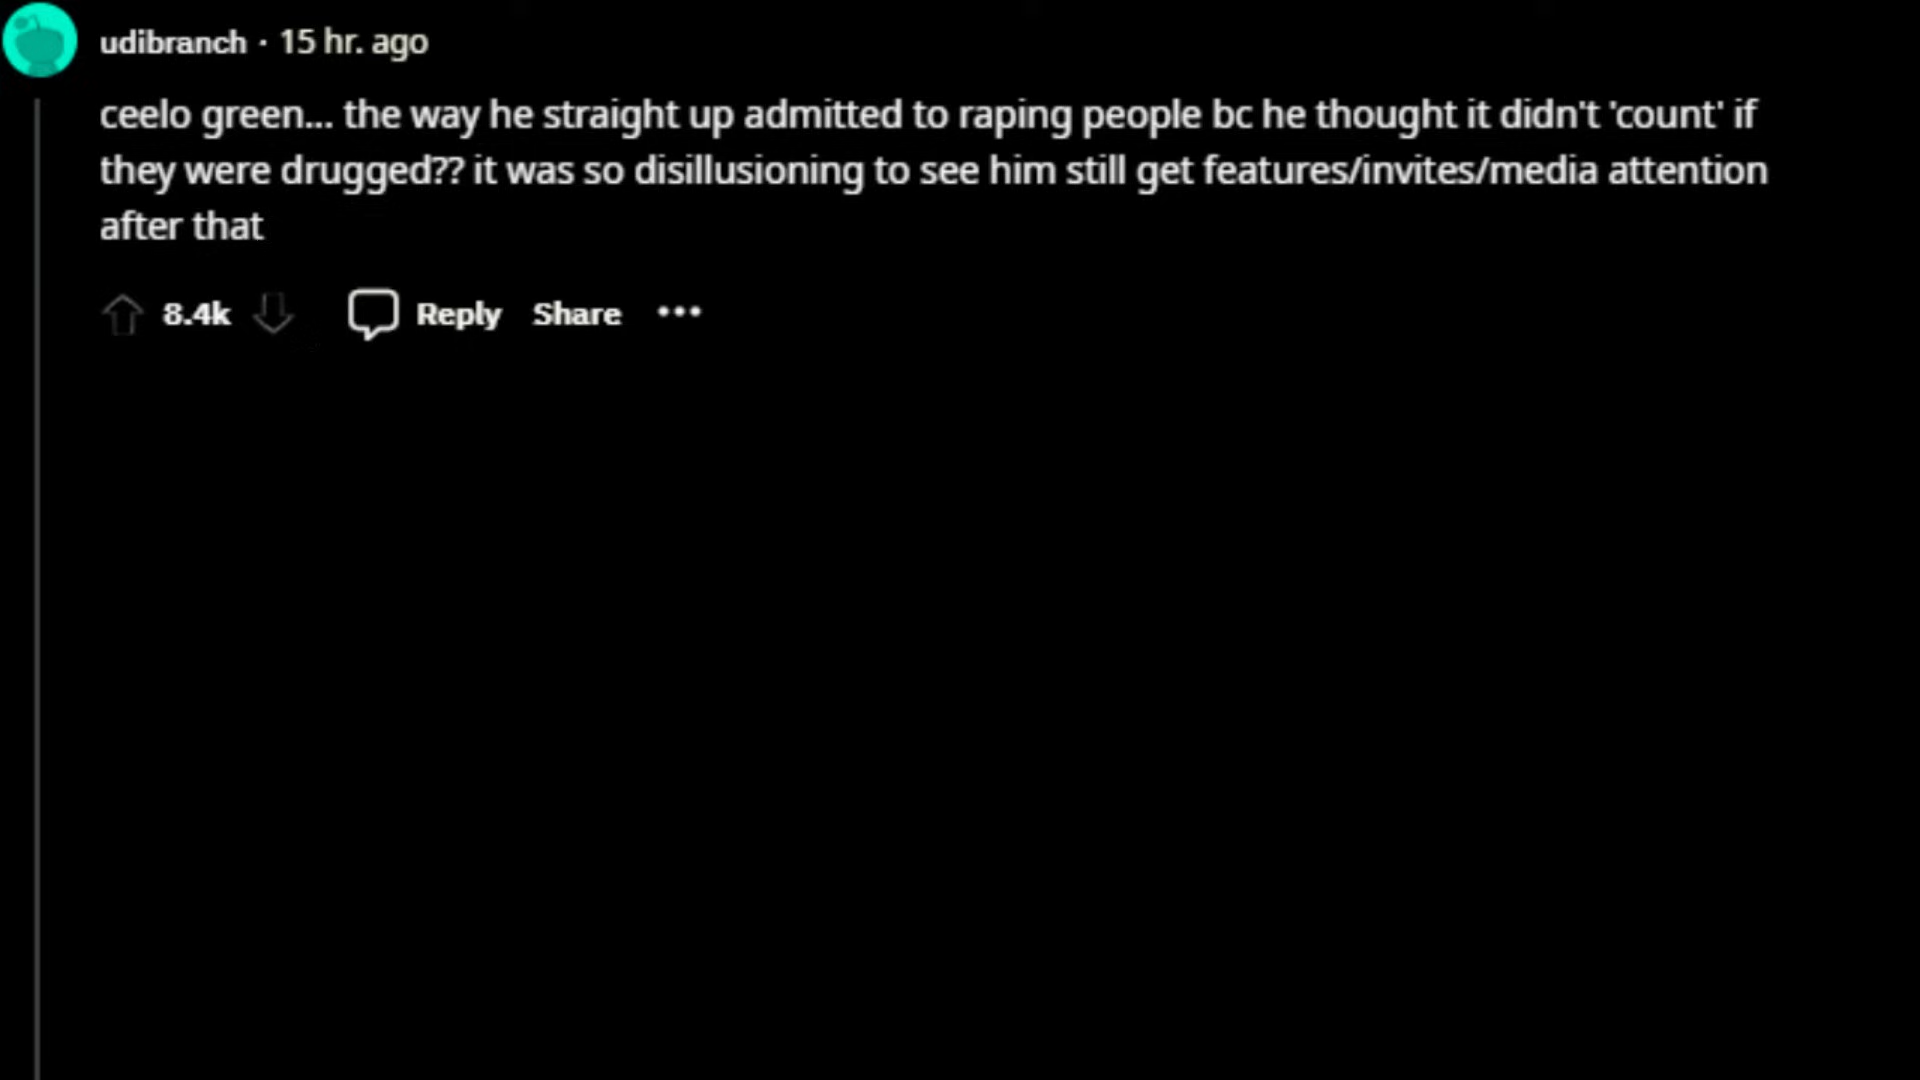 udibranch · 15 hr. ago
ceelo green... the way he straight up admitted to raping people bc he thought it didn't 'count' if
they were drugged?? it was so disillusioning to see him still get features/invites/media attention
after that
8.4k Reply Share •••